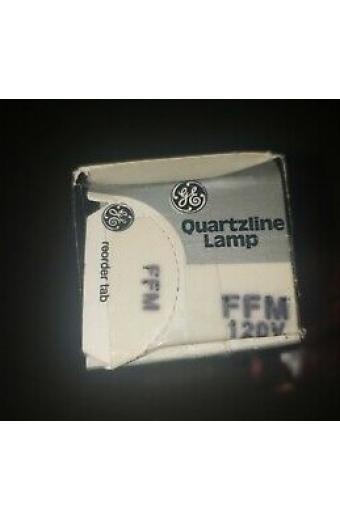 GE
Quartzline
Lamp
GE
reorder tab
FFM
FFM
120V